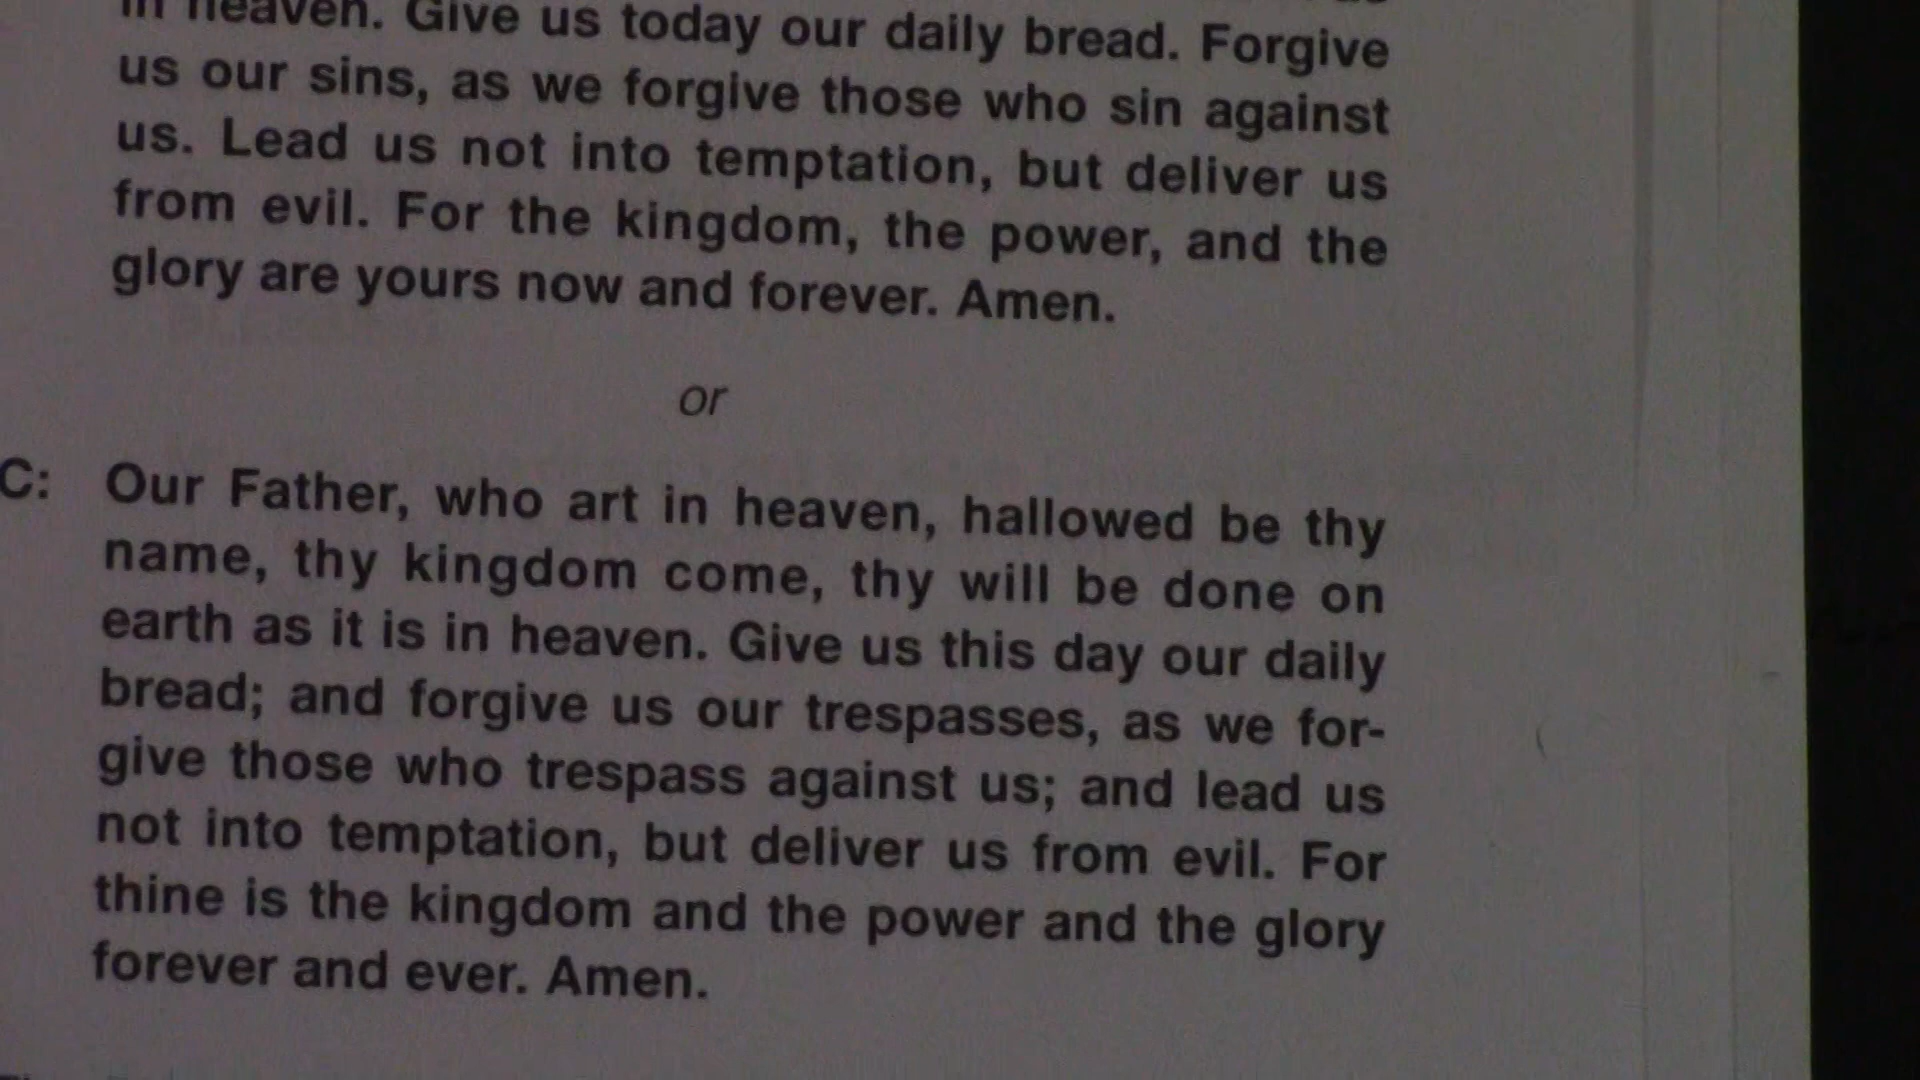 in heaven. Give us today our daily bread. Forgive
us our sins, as we forgive those who sin against
us. Lead us not into temptation, but deliver us
from evil. For the kingdom, the power, and the
glory are yours now and forever. Amen.
or
C: Our Father, who art in heaven, hallowed be thy
name, thy kingdom come, thy will be done on
earth as it is in heaven. Give us this day our daily
bread; and forgive us our trespasses, as we for-
give those who trespass against us; and lead us
not into temptation, but deliver us from evil. For
thine is the kingdom and the power and the glory
forever and ever. Amen.